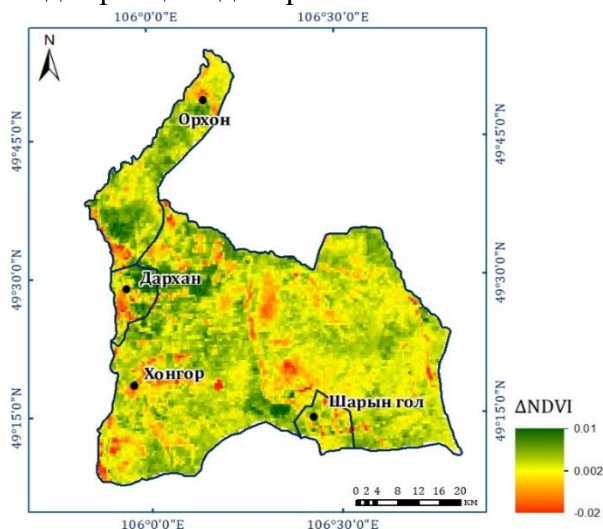 106°0'0"E 106°30'0"E
N
Орхон
49°45'0"N 49°45'0"N
49°30'0"N 49°30'0"N
Дархан
Хонгор
Шарын гол
49°15'0"N 49°15'0"N
ΔNDVI
0.01
0.002
-0.02
0 2 4 8 12 16 20
км
106°0'0"E 106°30'0"E